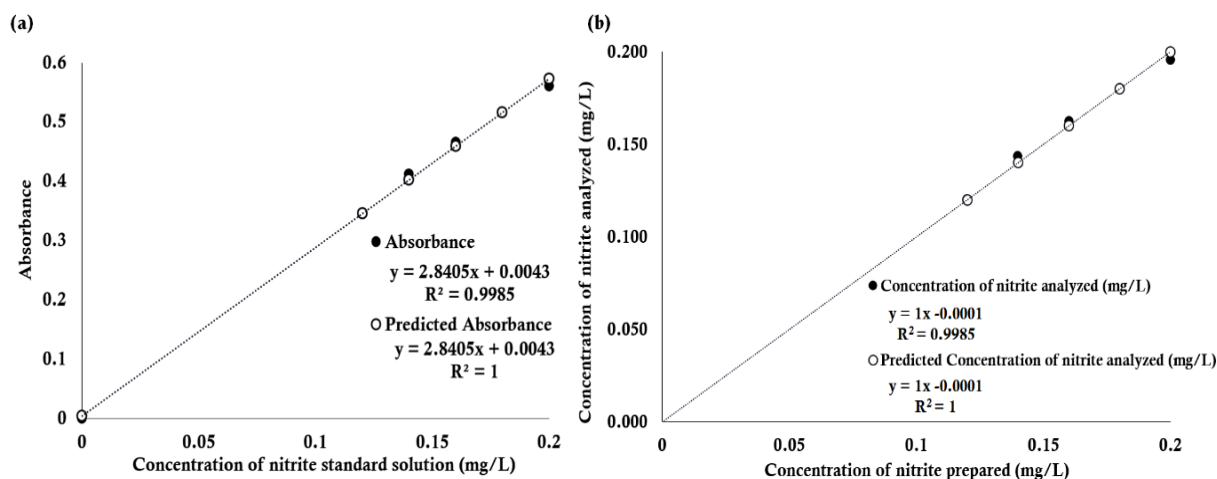 (a)
0.6
0.5
0.4
0.3
0.2
0.1
0
Absorbance
Absorbance
y = 2.8405x + 0.0043
R² = 0.9985
Predicted Absorbance
y = 2.8405x + 0.0043
R² = 1
0 0.05 0.1 0.15 0.2
Concentration of nitrite standard solution (mg/L)
(b)
0.200
0.150
0.100
0.050
0.000
Concentration of nitrite analyzed (mg/L)
Concentration of nitrite analyzed (mg/L)
y = 1x -0.0001
R² = 0.9985
Predicted Concentration of nitrite analyzed (mg/L)
y = 1x -0.0001
R² = 1
0 0.05 0.1 0.15 0.2
Concentration of nitrite prepared (mg/L)